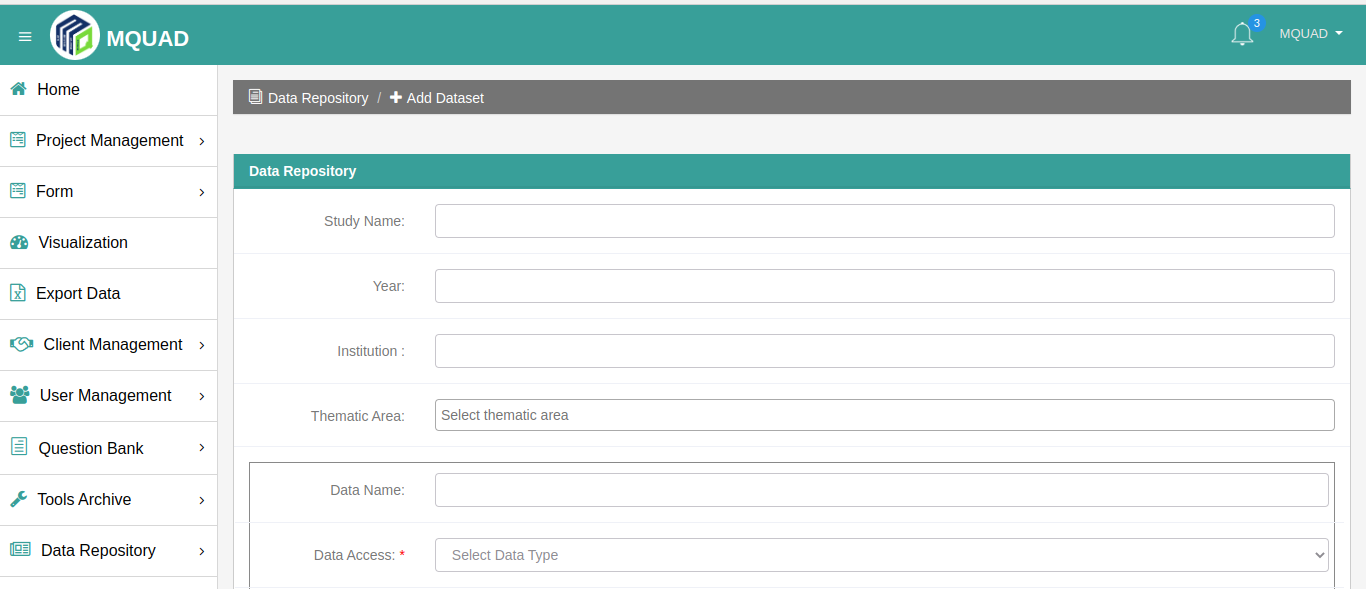 MQUAD
3
MQUAD
Home
Project Management
Form
Visualization
Export Data
Client Management
User Management
Question Bank
Tools Archive
Data Repository
Data Repository / Add Dataset
Data Repository
Study Name:
Year:
Institution :
Thematic Area: Select thematic area
Data Name:
Data Access: * Select Data Type